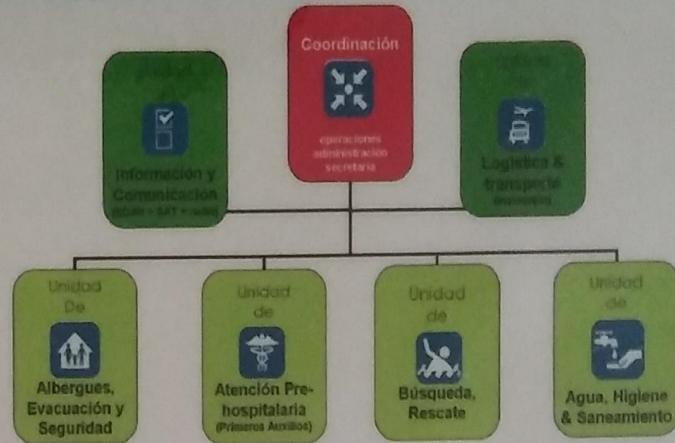 Coordinación
operaciones
administración
secretaria
Información y
Comunicación
Logística &
transporte
Unidad
De
Albergues,
Evacuación y
Seguridad
Unidad
de
Atención Pre-
hospitalaria
(Primeros Auxilios)
Unidad
de
Búsqueda,
Rescate
Unidad
de
Agua, Higiene
& Saneamiento